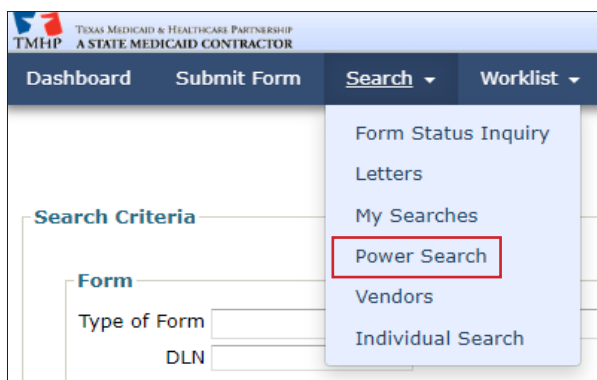 TEXAS MEDICAID & HEALTHCARE PARTNERSHIP
TMHP A STATE MEDICAID CONTRACTOR
Dashboard Submit Form Search Worklist
Form Status Inquiry
Letters
My Searches
Power Search
Vendors
Individual Search
Search Criteria
Form
Type of Form
DLN